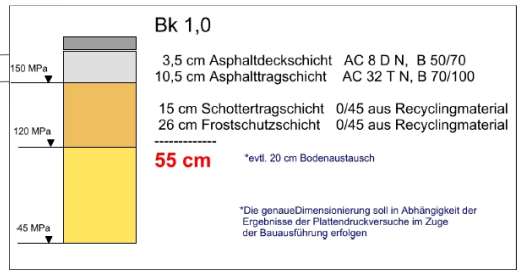 Bk 1,0
3,5 cm Asphaltdeckschicht AC 8 D N, B 50/70
150 MPa
10,5 cm Asphalttragschicht AC 32 T N, B 70/100
15 cm Schottertragschicht 0/45 aus Recyclingmaterial
26 cm Frostschutzschicht 0/45 aus Recyclingmaterial
120 MPa
-------------
55 cm *evtl. 20 cm Bodenaustausch
*Die genaueDimensionierung soll in Abhängigkeit der
Ergebnisse der Plattendruckversuche im Zuge
der Bauausführung erfolgen
45 MPa